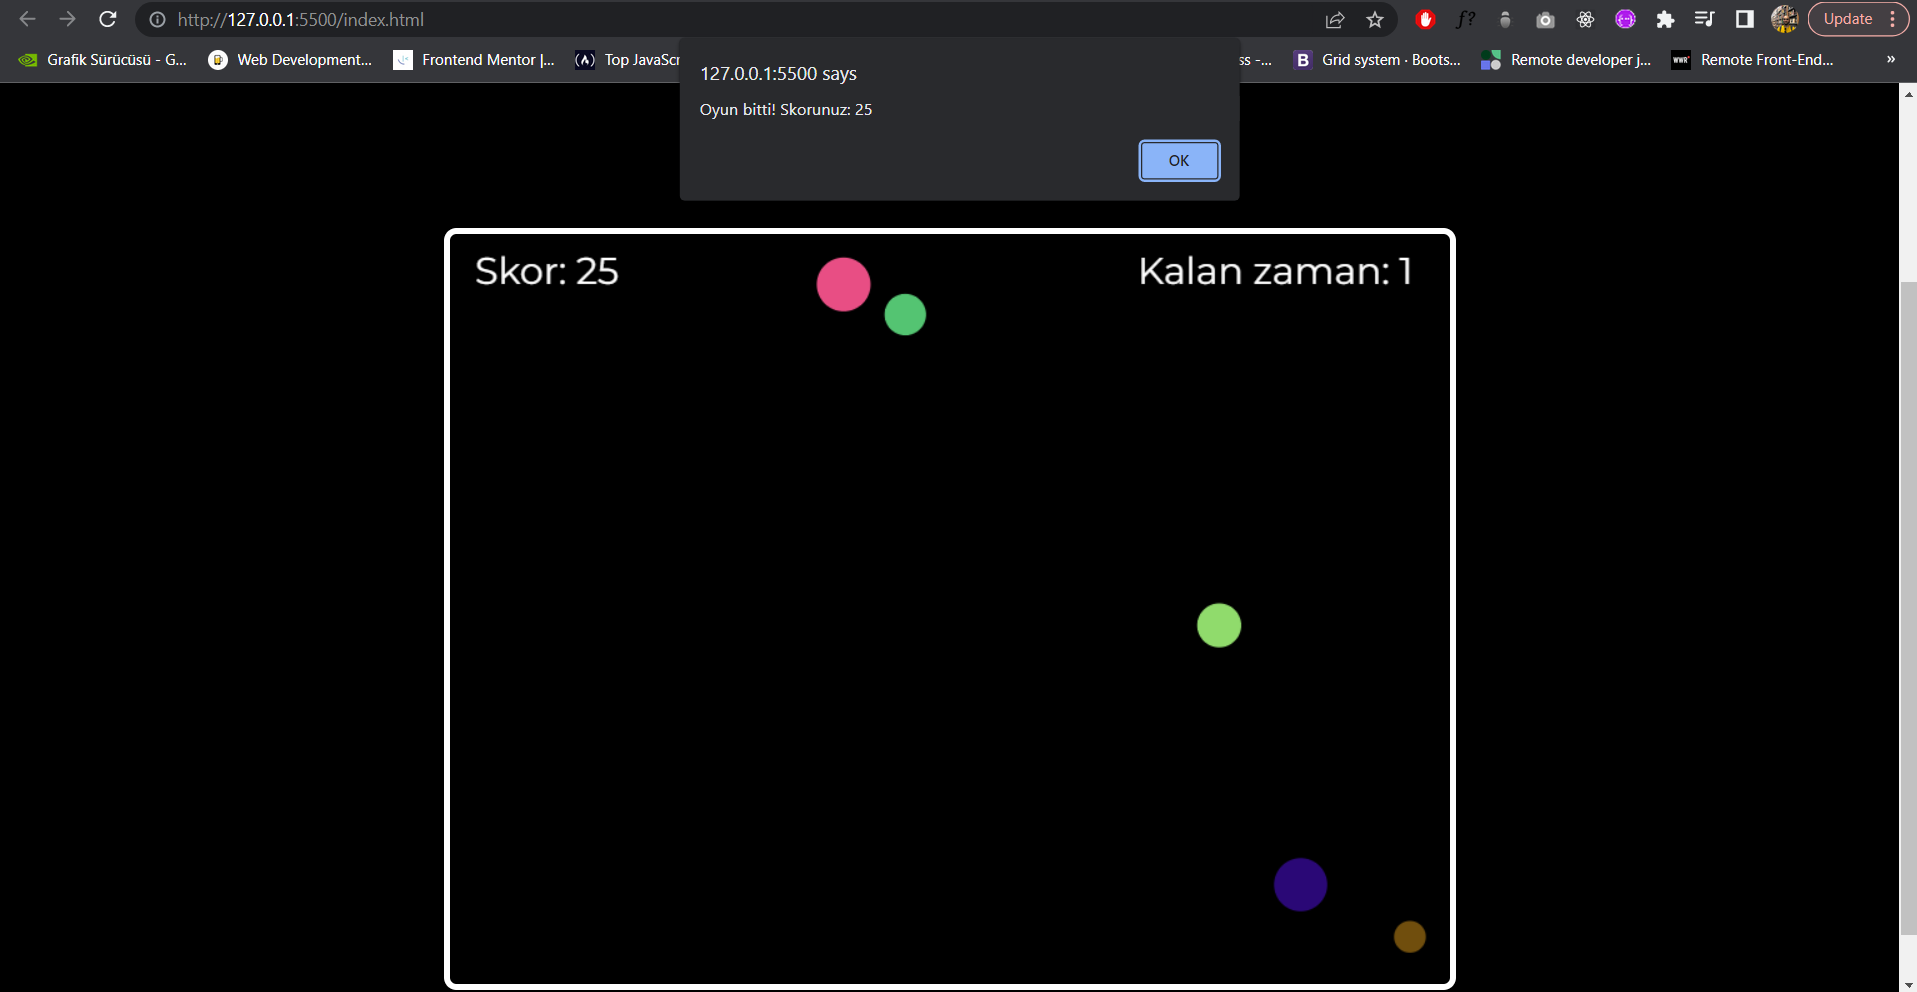 http://127.0.0.1:5500/index.html
Update
Grafik Sürücüsü - G...
Web Development...
Frontend Mentor |...
Top JavaScr
ss -...
B
Grid system · Boots...
Remote developer j...
WWR
Remote Front-End...
»
127.0.0.1:5500 says
Oyun bitti! Skorunuz: 25
OK
Skor: 25
Kalan zaman: 1